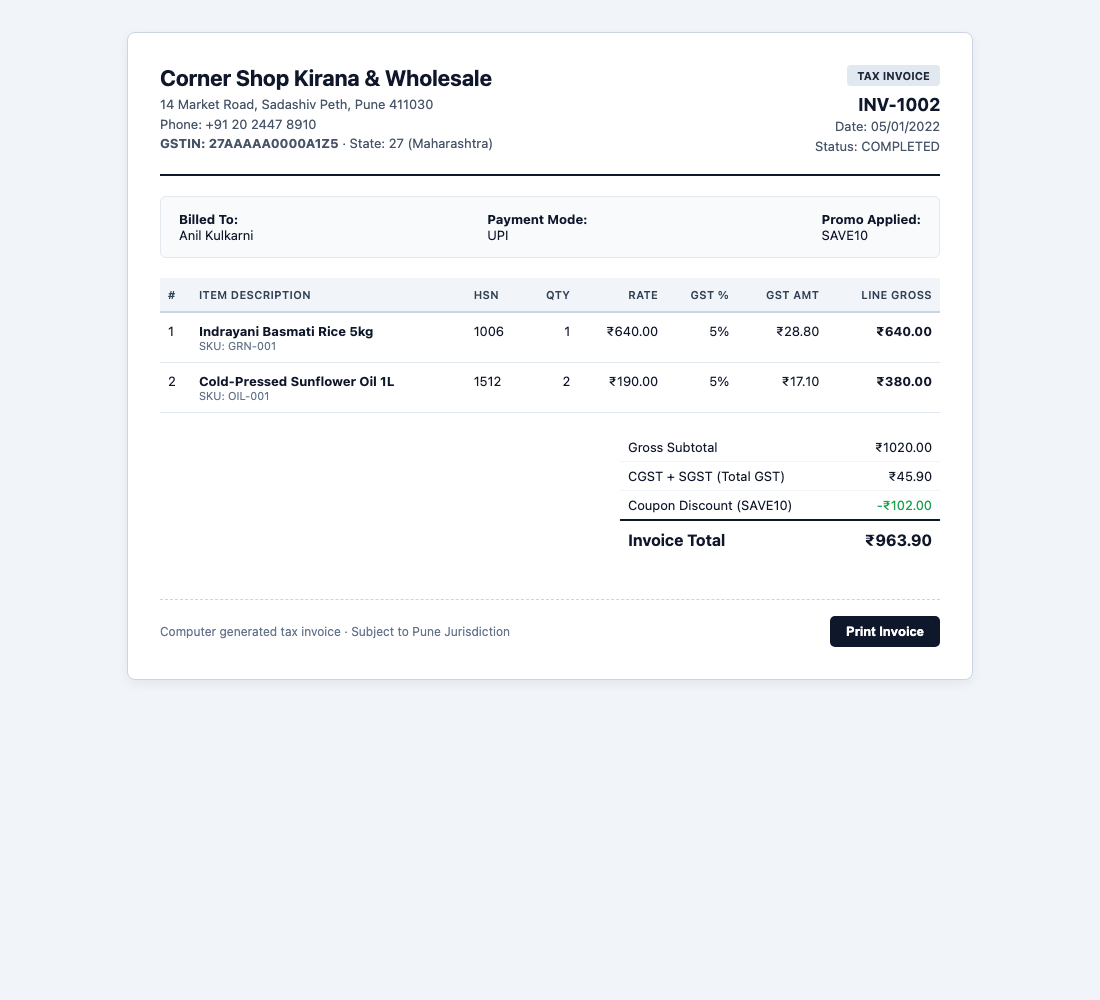 Corner Shop Kirana & Wholesale
14 Market Road, Sadashiv Peth, Pune 411030
Phone: +91 20 2447 8910
GSTIN: 27AAAAA0000A1Z5 · State: 27 (Maharashtra)
TAX INVOICE
INV-1002
Date: 05/01/2022
Status: COMPLETED
Billed To:
Anil Kulkarni
Payment Mode:
UPI
Promo Applied:
SAVE10
# ITEM DESCRIPTION HSN QTY RATE GST % GST AMT LINE GROSS
1 Indrayani Basmati Rice 5kg 1006 1 ₹640.00 5% ₹28.80 ₹640.00
SKU: GRN-001
2 Cold-Pressed Sunflower Oil 1L 1512 2 ₹190.00 5% ₹17.10 ₹380.00
SKU: OIL-001
Gross Subtotal ₹1020.00
CGST + SGST (Total GST) ₹45.90
Coupon Discount (SAVE10) -₹102.00
Invoice Total ₹963.90
Computer generated tax invoice · Subject to Pune Jurisdiction
Print Invoice